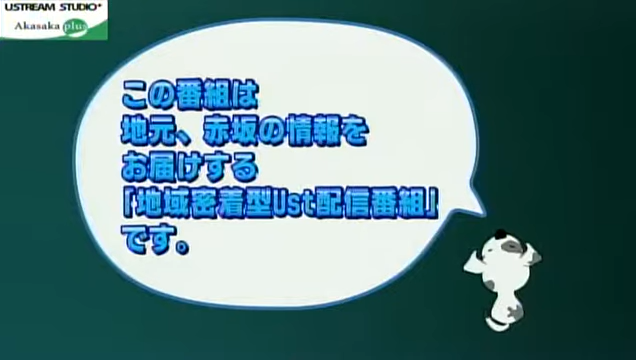 USTREAM STUDIO+
Akasaka plus
この番組は
地元、赤坂の情報を
お届けする
「地域密着型Ust配信番組」
です。